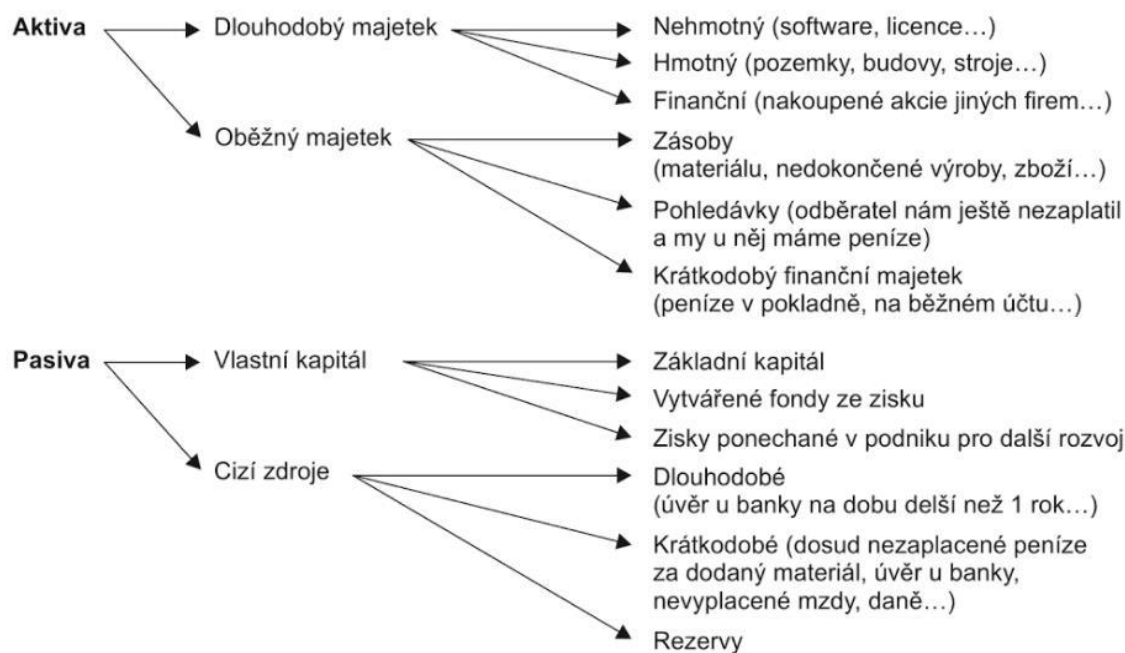 Aktiva
Dlouhodobý majetek
Nehmotný (software, licence…)
Hmotný (pozemky, budovy, stroje…)
Finanční (nakoupené akcie jiných firem…)
Oběžný majetek
Zásoby
(materiálu, nedokončené výroby, zboží…)
Pohledávky (odběratel nám ještě nezaplatil
a my u něj máme peníze)
Krátkodobý finanční majetek
(peníze v pokladně, na běžném účtu…)
Pasiva
Vlastní kapitál
Základní kapitál
Vytvářené fondy ze zisku
Zisky ponechané v podniku pro další rozvoj
Cizí zdroje
Dlouhodobé
(úvěr u banky na dobu delší než 1 rok…)
Krátkodobé (dosud nezaplacené peníze
za dodaný materiál, úvěr u banky,
nevyplacené mzdy, daně…)
Rezervy